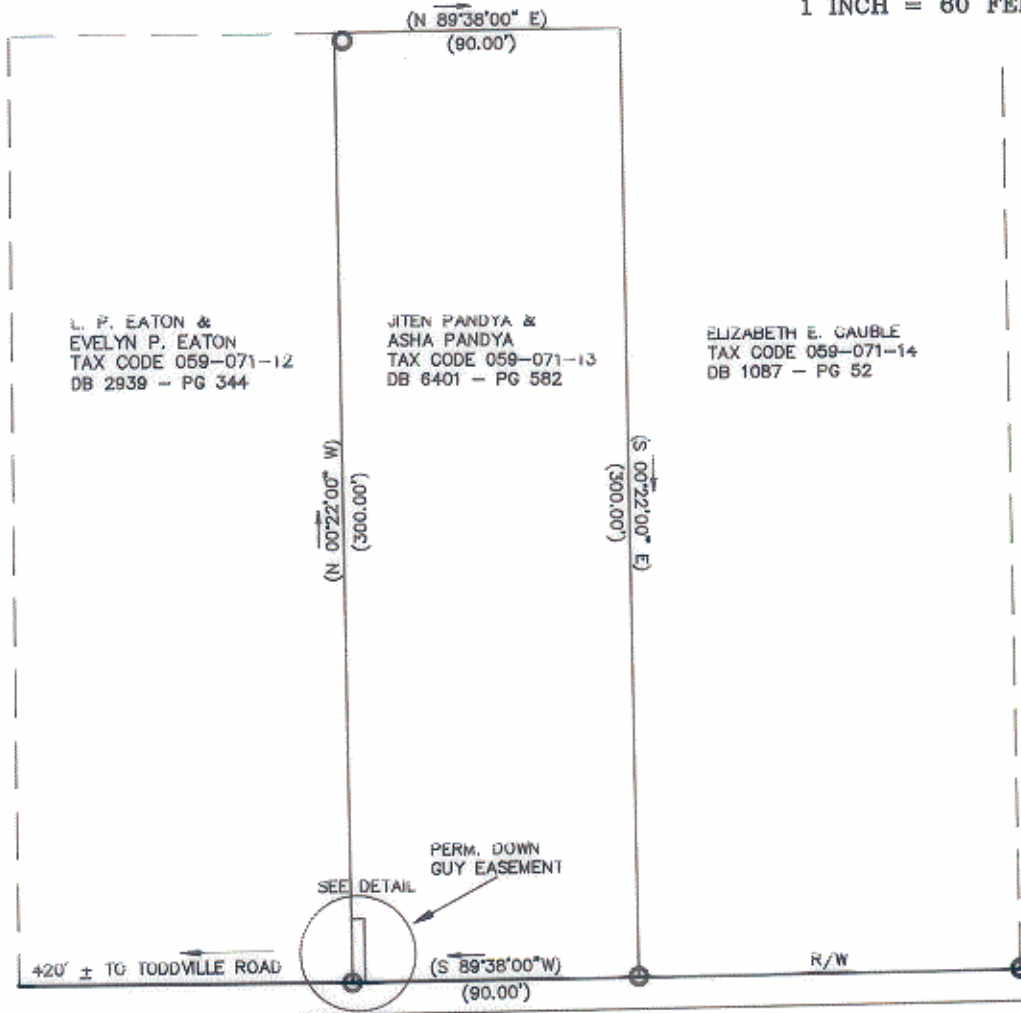 1 INCH = 60
(N 89°38'00" E)
(90.00')
L. P. EATON &
EVELYN P. EATON
TAX CODE 059-071-12
DB 2939 - PG 344
JITEN PANDYA &
ASHA PANDYA
TAX CODE 059-071-13
DB 6401 - PG 582
ELIZABETH E. CAUBLE
TAX CODE 059-071-14
DB 1087 - PG 52
(N 00°22'00" W)
(300.00')
(S 00°22'00" E)
(300.00')
PERM. DOWN
GUY EASEMENT
SEE DETAIL
420' ± TO TODDVILLE ROAD
(S 89°38'00"W)
(90.00')
R/W